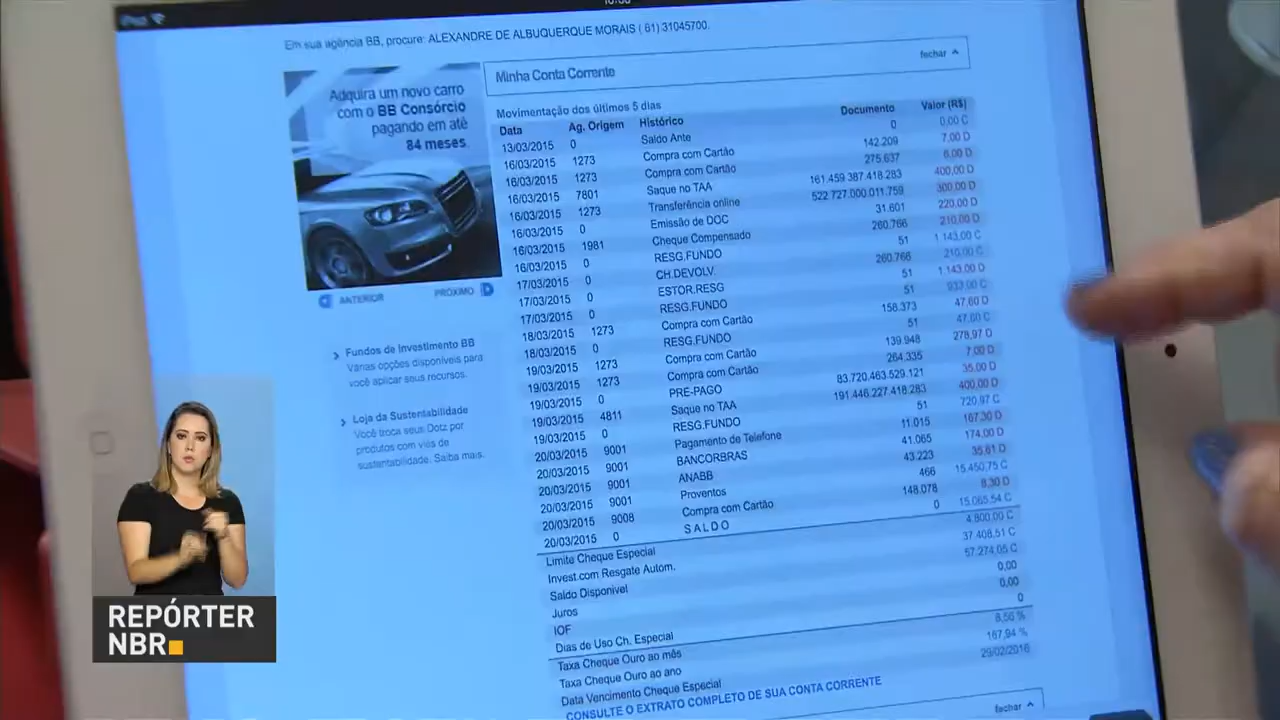 iPad
Em sua agência BB, procure: ALEXANDRE DE ALBUQUERQUE MORAIS ( 61) 31045700.
Adquira um novo carro
com o BB Consórcio
pagando em até
84 meses.
ANTERIOR PRÓXIMO
Fundos de Investimento BB
Várias opções disponíveis para
você aplicar seus recursos.
Loja da Sustentabilidade
Você troca seus Dotz por
produtos com viés de
sustentabilidade. Saiba mais.
Minha Conta Corrente fechar
Movimentação dos últimos 5 dias
Data Ag. Origem Histórico Documento Valor (R$)
13/03/2015 0 Saldo Ante 0 0,00 C
16/03/2015 1273 Compra com Cartão 142.209 7,00 D
16/03/2015 1273 Compra com Cartão 275.637 6,00 D
16/03/2015 7801 Saque no TAA 161.459.387.418.283 400,00 D
16/03/2015 1273 Transferência online 522.727.000.011.759 300,00 D
16/03/2015 0 Emissão de DOC 31.601 220,00 D
16/03/2015 1981 Cheque Compensado 260.766 210,00 D
16/03/2015 0 RESG.FUNDO 51 1.143,00 C
17/03/2015 0 CH.DEVOLV. 260.766 210,00 C
17/03/2015 0 ESTOR.RESG 51 1.143,00 D
17/03/2015 0 RESG.FUNDO 51 933,00 C
18/03/2015 1273 Compra com Cartão 158.373 47,60 D
18/03/2015 0 RESG.FUNDO 51 47,60 C
19/03/2015 1273 Compra com Cartão 139.948 278,97 D
19/03/2015 1273 Compra com Cartão 264.335 7,00 D
19/03/2015 0 PRE-PAGO 83.720.463.529.121 35,00 D
19/03/2015 4811 Saque no TAA 191.446.227.418.283 400,00 D
19/03/2015 0 RESG.FUNDO 51 720,97 C
20/03/2015 9001 Pagamento de Telefone 11.015 167,30 D
20/03/2015 9001 BANCORBRAS 41.065 174,00 D
20/03/2015 9001 ANABB 43.223 35,61 D
20/03/2015 9001 Proventos 466 15.450,75 C
20/03/2015 9008 Compra com Cartão 148.078 8,30 D
20/03/2015 0 S A L D O 0 15.065,54 C
Limite Cheque Especial 4.800,00 C
Invest.com Resgate Autom. 37.408,51 C
Saldo Disponível 57.274,05 C
Juros 0,00
IOF 0,00
Dias de Uso Ch. Especial 0
Taxa Cheque Ouro ao mês 8,56 %
Taxa Cheque Ouro ao ano 167,94 %
Data Vencimento Cheque Especial 29/02/2016
CONSULTE O EXTRATO COMPLETO DE SUA CONTA CORRENTE
fechar
REPÓRTER
NBR